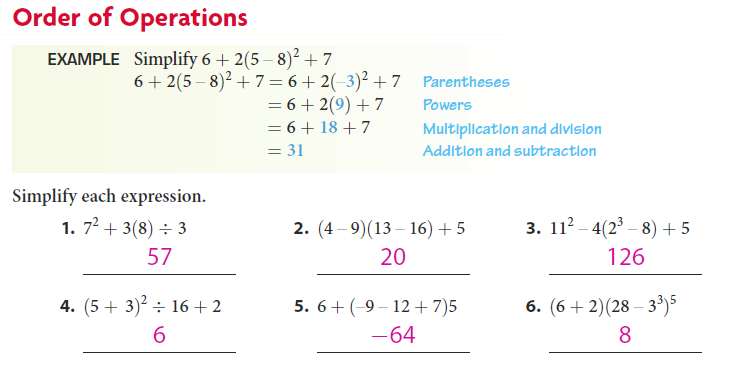 Order of Operations
EXAMPLE Simplify 6 + 2(5 – 8)² + 7
6 + 2(5 – 8)² + 7 = 6 + 2(–3)² + 7 Parentheses
= 6 + 2(9) + 7 Powers
= 6 + 18 + 7 Multiplication and division
= 31 Addition and subtraction
Simplify each expression.
1. 7² + 3(8) ÷ 3 2. (4 – 9)(13 – 16) + 5 3. 11² – 4(2³ – 8) + 5
57 20 126
4. (5 + 3)² ÷ 16 + 2 5. 6 + (–9 – 12 + 7)5 6. (6 + 2)(28 – 3³)⁵
6 –64 8